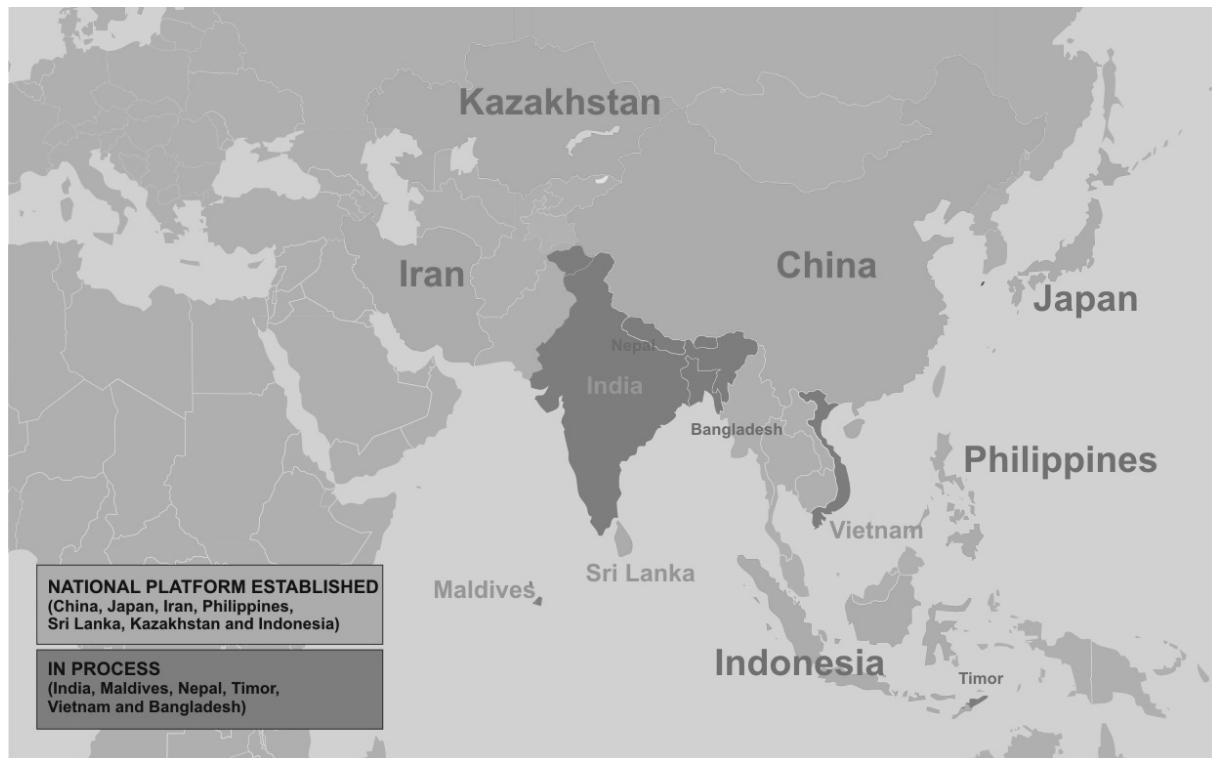 Kazakhstan
China
Iran
Japan
Nepal
India
Bangladesh
Philippines
Vietnam
Sri Lanka
Maldives
Indonesia
Timor
NATIONAL PLATFORM ESTABLISHED
(China, Japan, Iran, Philippines,
Sri Lanka, Kazakhstan and Indonesia)
IN PROCESS
(India, Maldives, Nepal, Timor,
Vietnam and Bangladesh)